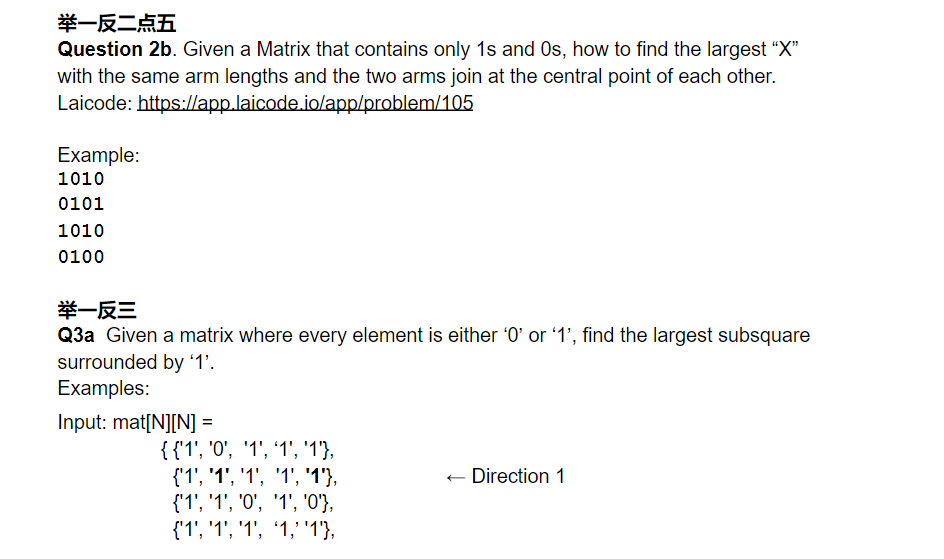 举一反二点五
Question 2b. Given a Matrix that contains only 1s and 0s, how to find the largest “X”
with the same arm lengths and the two arms join at the central point of each other.
Laicode: https://app.laicode.io/app/problem/105
Example:
1010
0101
1010
0100
举一反三
Q3a  Given a matrix where every element is either ‘0’ or ‘1’, find the largest subsquare
surrounded by ‘1’.
Examples:
Input: mat[N][N] =
{ {'1', '0',  '1', ‘1', '1'},
{'1', '1', '1',  '1', '1'},  ← Direction 1
{'1', '1', '0',  '1', '0'},
{'1', '1', '1',  ‘1,’ '1'},